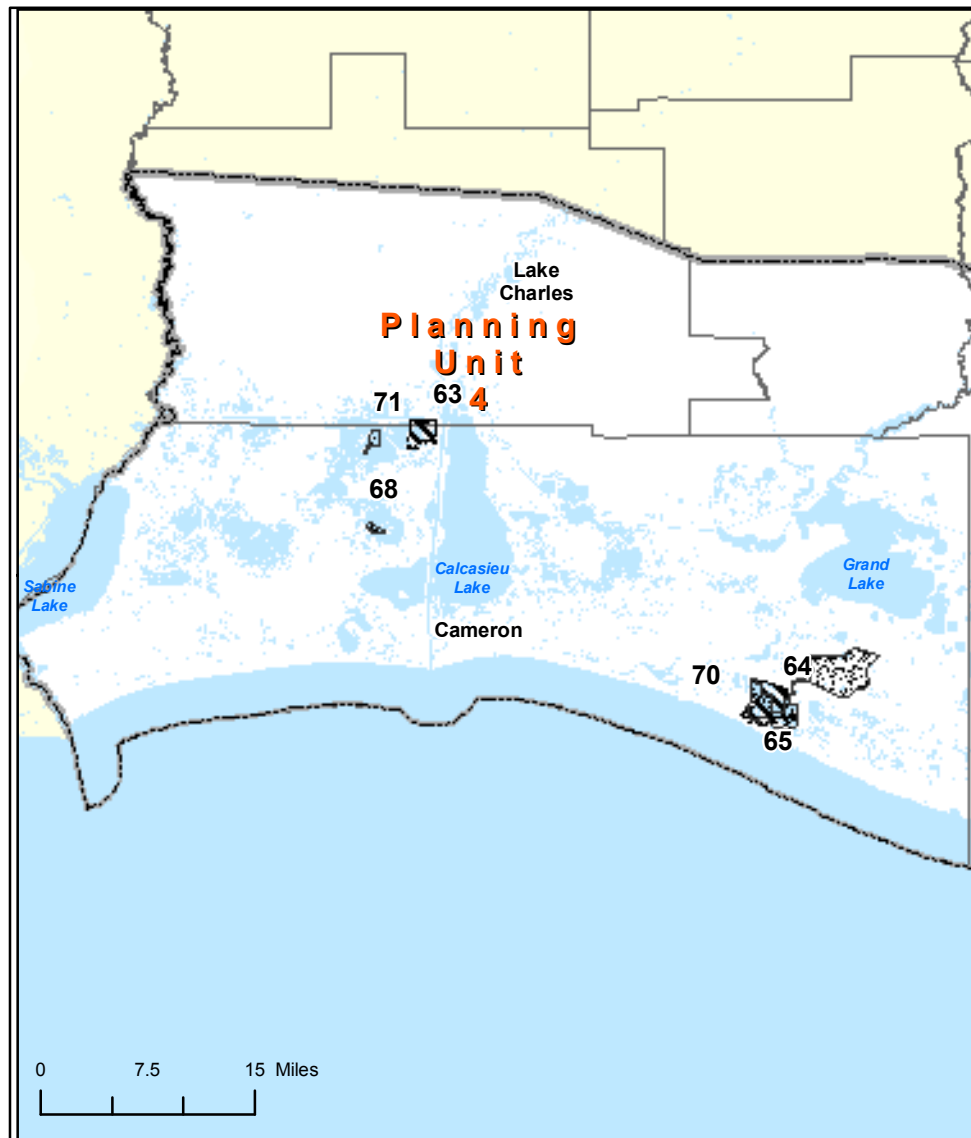 Lake
Charles
Planning
Unit
4
71
63
68
Sabine
Lake
Calcasieu
Lake
Grand
Lake
Cameron
70
64
65
0 7.5 15 Miles